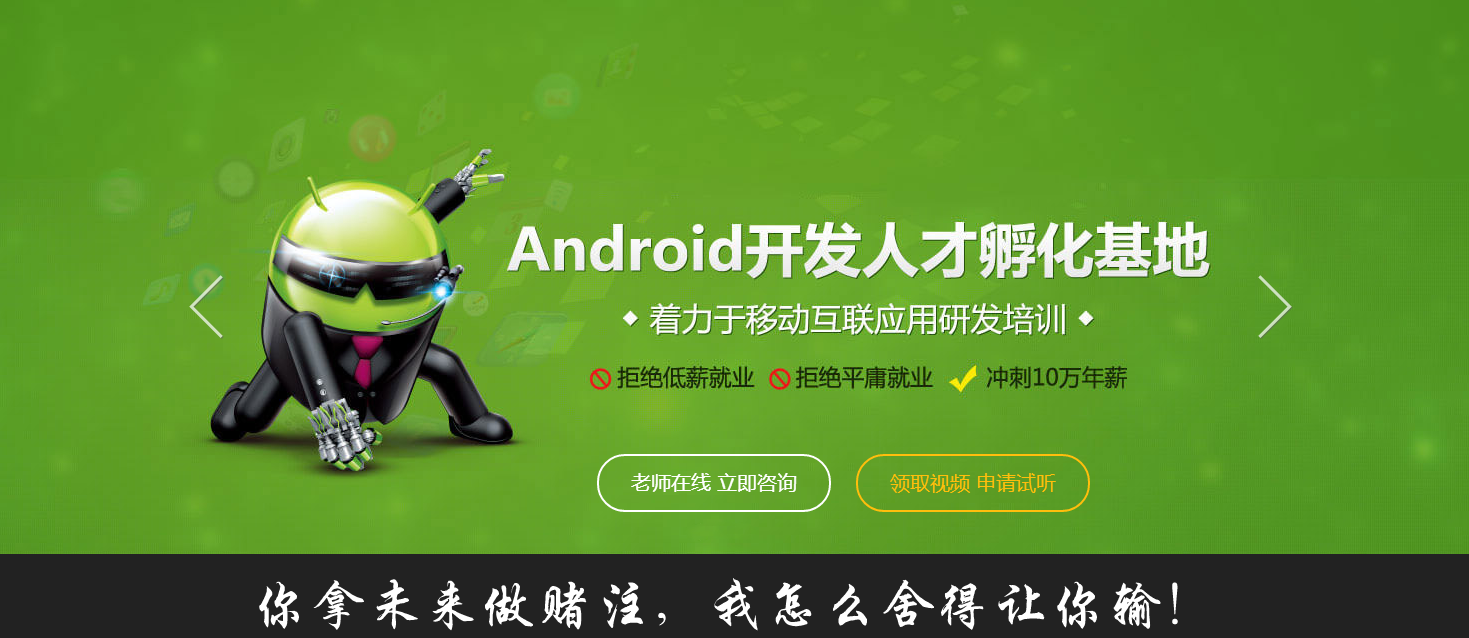 Android开发人才孵化基地
着力于移动互联应用研发培训
拒绝低薪就业 拒绝平庸就业 冲刺10万年薪
老师在线 立即咨询 领取视频 申请试听
你拿未来做赌注，我怎么舍得让你输！